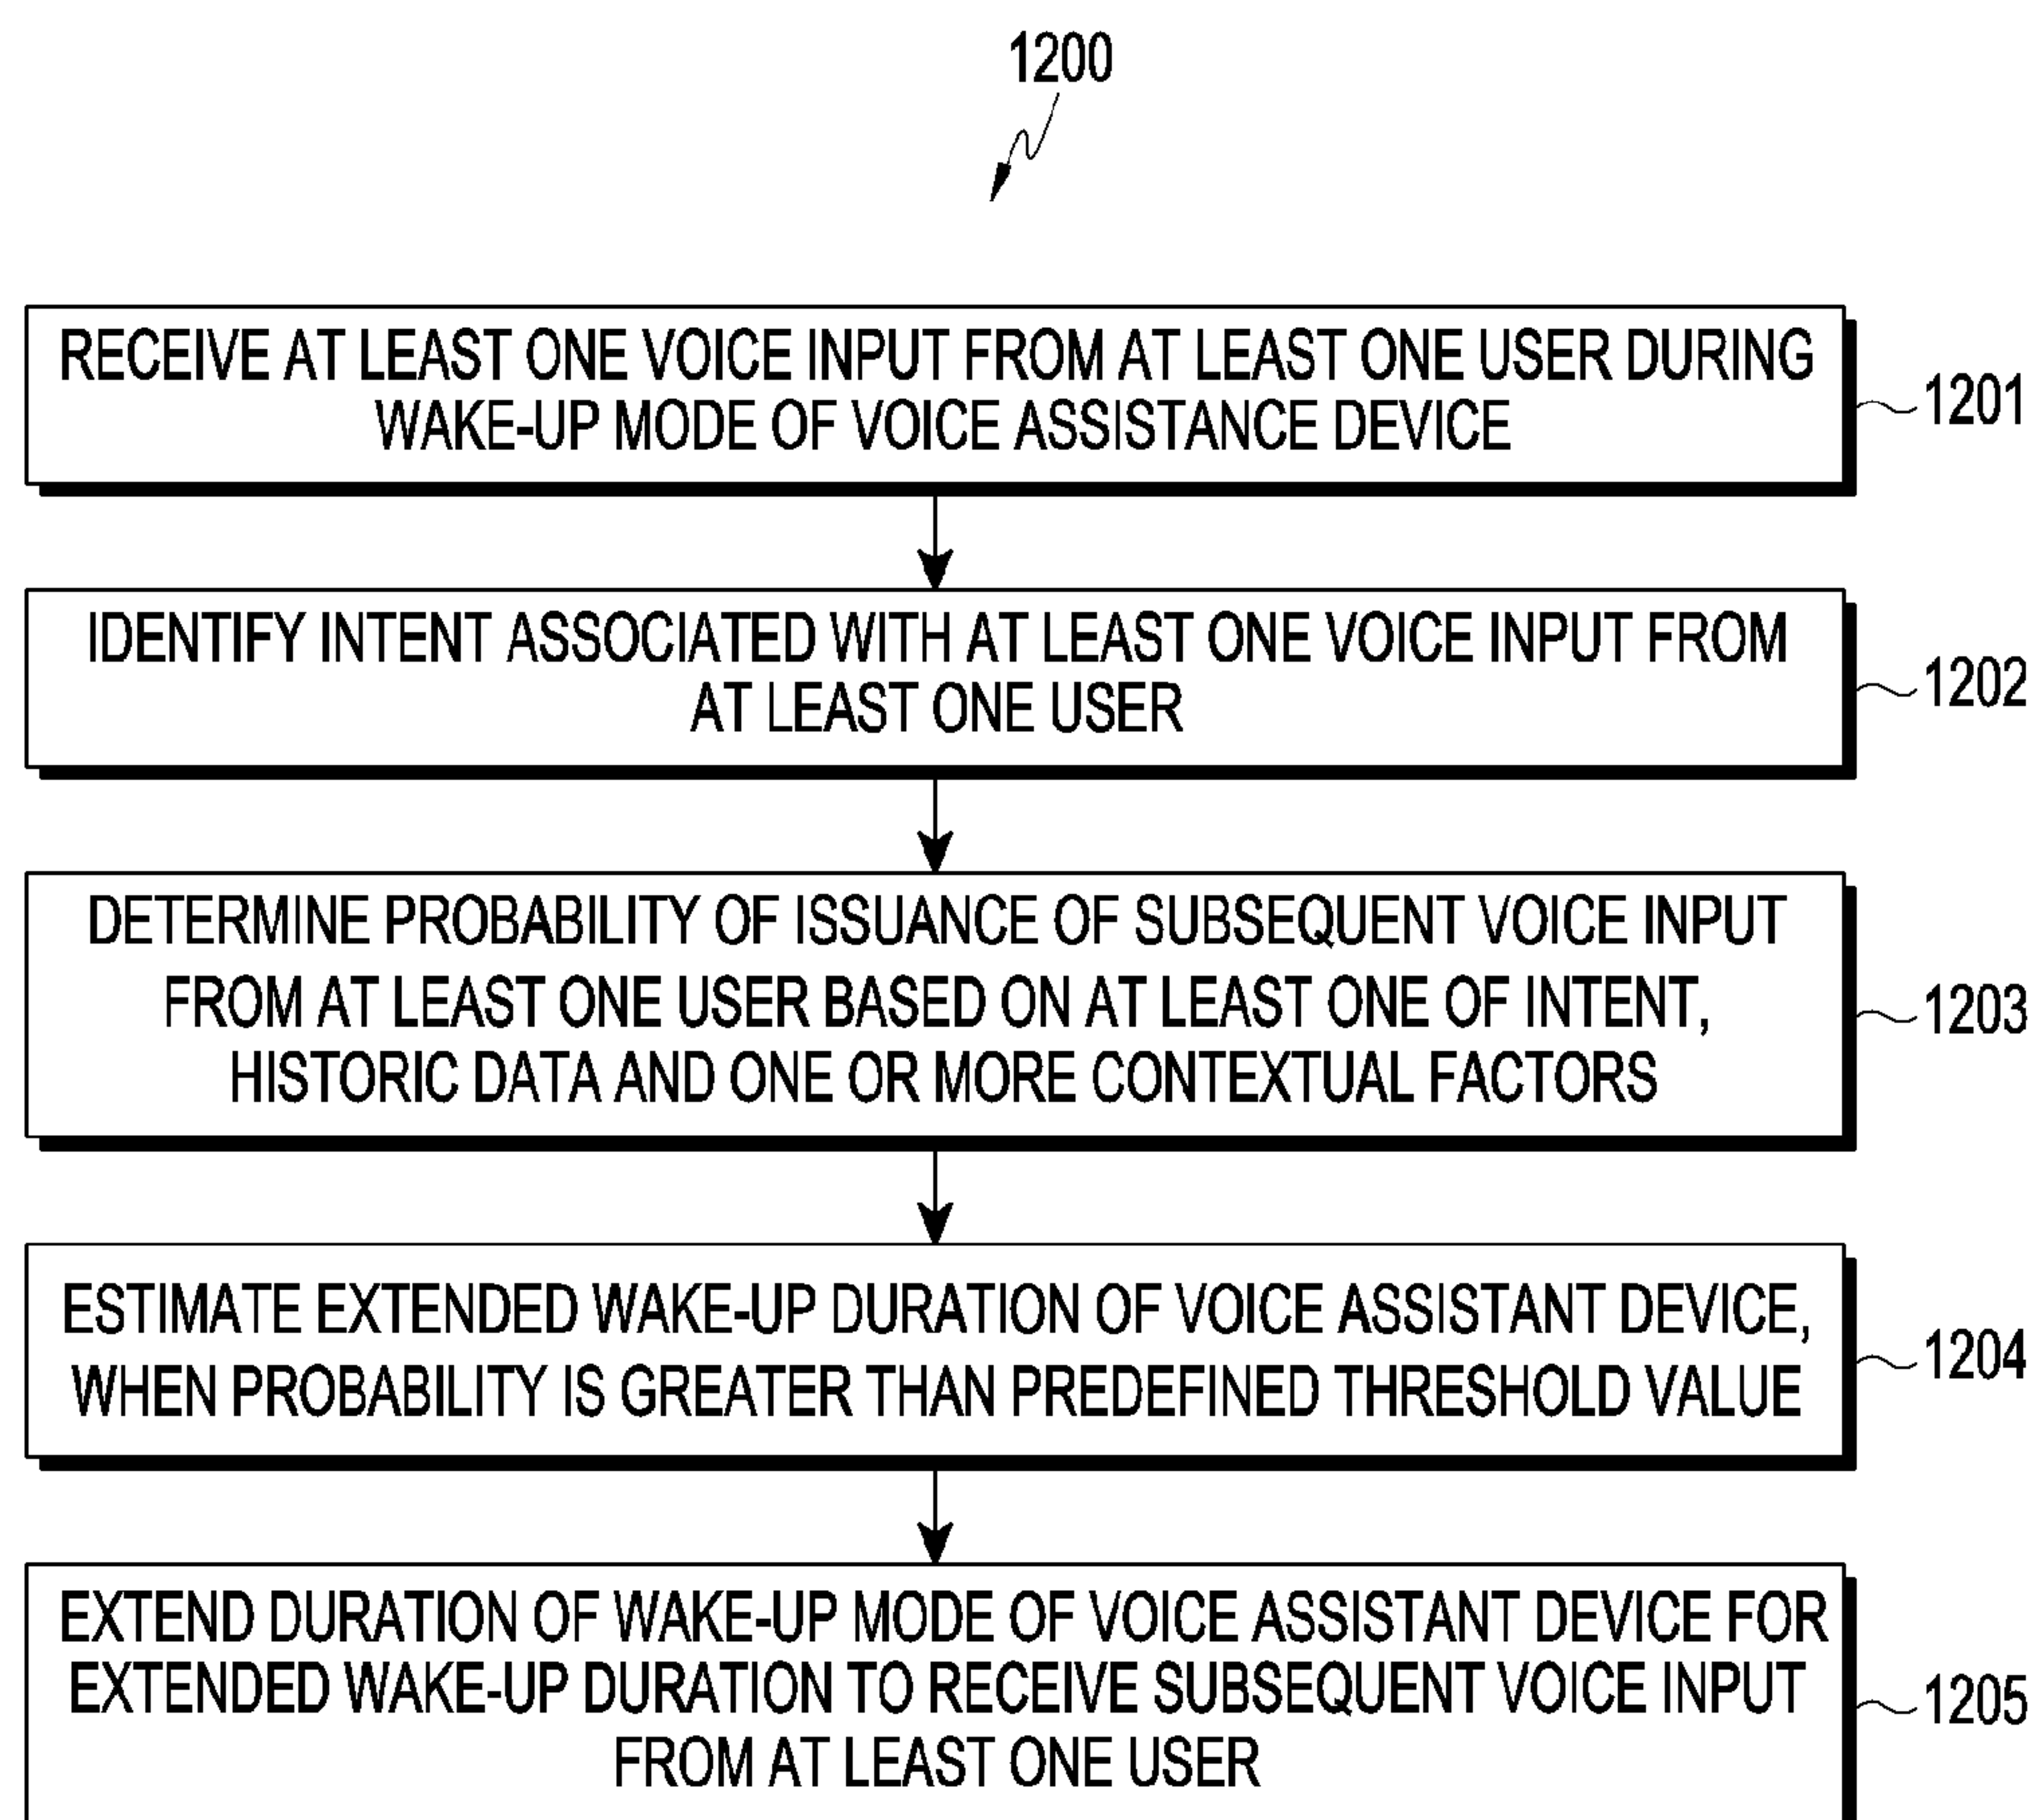 1200
RECEIVE AT LEAST ONE VOICE INPUT FROM AT LEAST ONE USER DURING
WAKE-UP MODE OF VOICE ASSISTANCE DEVICE
1201
IDENTIFY INTENT ASSOCIATED WITH AT LEAST ONE VOICE INPUT FROM
AT LEAST ONE USER
1202
DETERMINE PROBABILITY OF ISSUANCE OF SUBSEQUENT VOICE INPUT
FROM AT LEAST ONE USER BASED ON AT LEAST ONE OF INTENT,
HISTORIC DATA AND ONE OR MORE CONTEXTUAL FACTORS
1203
ESTIMATE EXTENDED WAKE-UP DURATION OF VOICE ASSISTANT DEVICE,
WHEN PROBABILITY IS GREATER THAN PREDEFINED THRESHOLD VALUE
1204
EXTEND DURATION OF WAKE-UP MODE OF VOICE ASSISTANT DEVICE FOR
EXTENDED WAKE-UP DURATION TO RECEIVE SUBSEQUENT VOICE INPUT
FROM AT LEAST ONE USER
1205